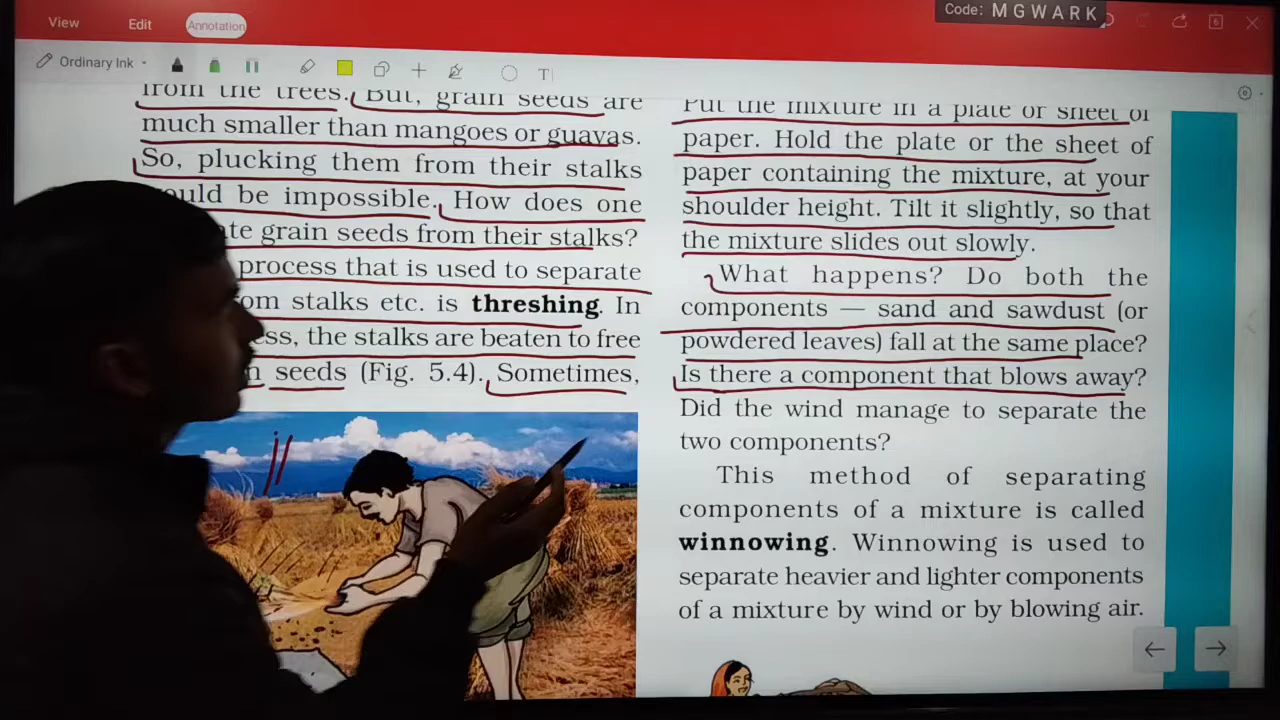 Code: MGWARK
View Edit Annotation
Ordinary Ink
from the trees. But, grain seeds are
much smaller than mangoes or guavas.
So, plucking them from their stalks
would be impossible. How does one
grain seeds from their stalks?
process that is used to separate
from stalks etc. is threshing. In
the stalks are beaten to free
seeds (Fig. 5.4). Sometimes,
Put the mixture in a plate or sheet of
paper. Hold the plate or the sheet of
paper containing the mixture, at your
shoulder height. Tilt it slightly, so that
the mixture slides out slowly.
What happens? Do both the
components — sand and sawdust (or
powdered leaves) fall at the same place?
Is there a component that blows away?
Did the wind manage to separate the
two components?
This method of separating
components of a mixture is called
winnowing. Winnowing is used to
separate heavier and lighter components
of a mixture by wind or by blowing air.